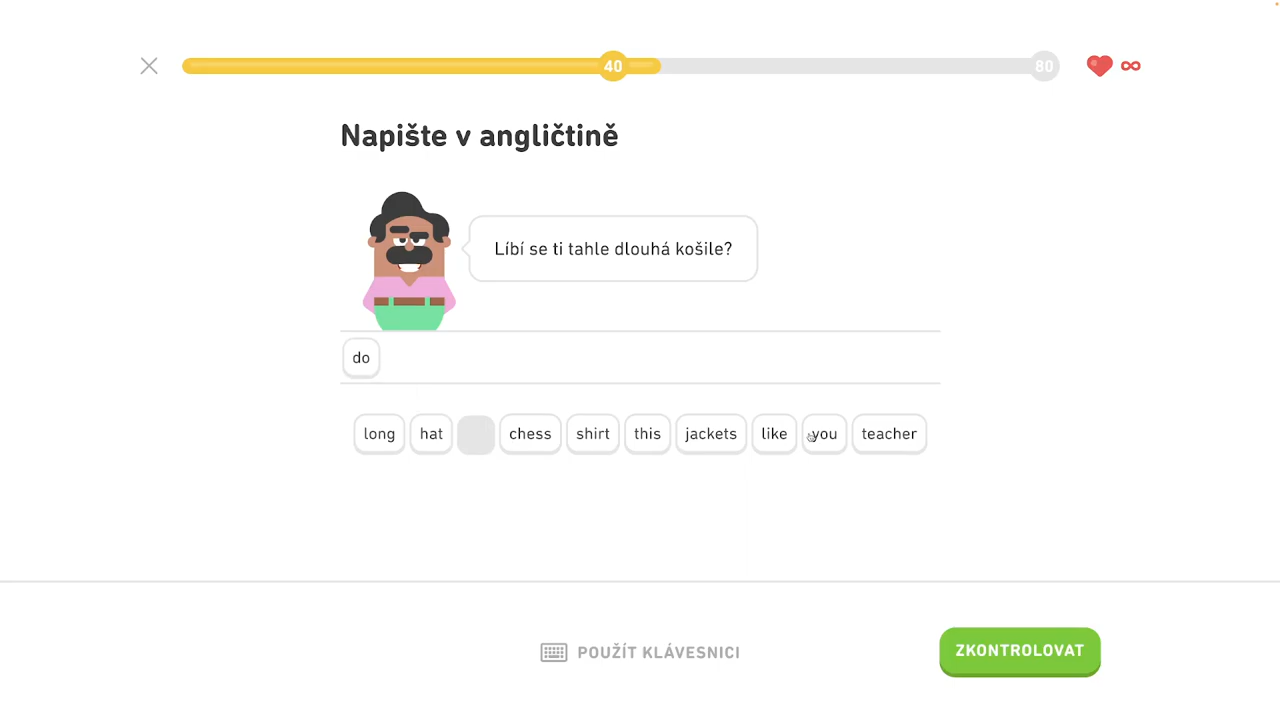 40 80 ∞
Napište v angličtině
Líbí se ti tahle dlouhá košile?
do
long hat chess shirt this jackets like you teacher
POUŽÍT KLÁVESNICI ZKONTROLOVAT